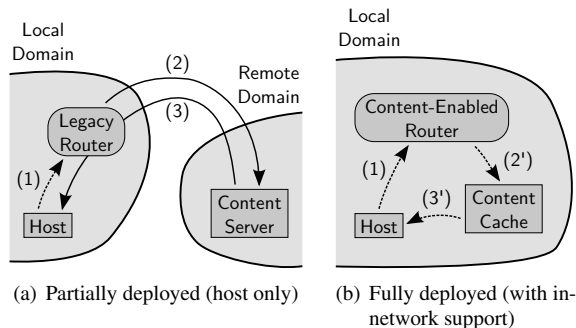 Local
Domain
(2)
(3)
Remote
Domain
Legacy
Router
(1)
Host
Content
Server
(a) Partially deployed (host only)
Local
Domain
Content-Enabled
Router
(1)
(2')
(3')
Host
Content
Cache
(b) Fully deployed (with in-
network support)